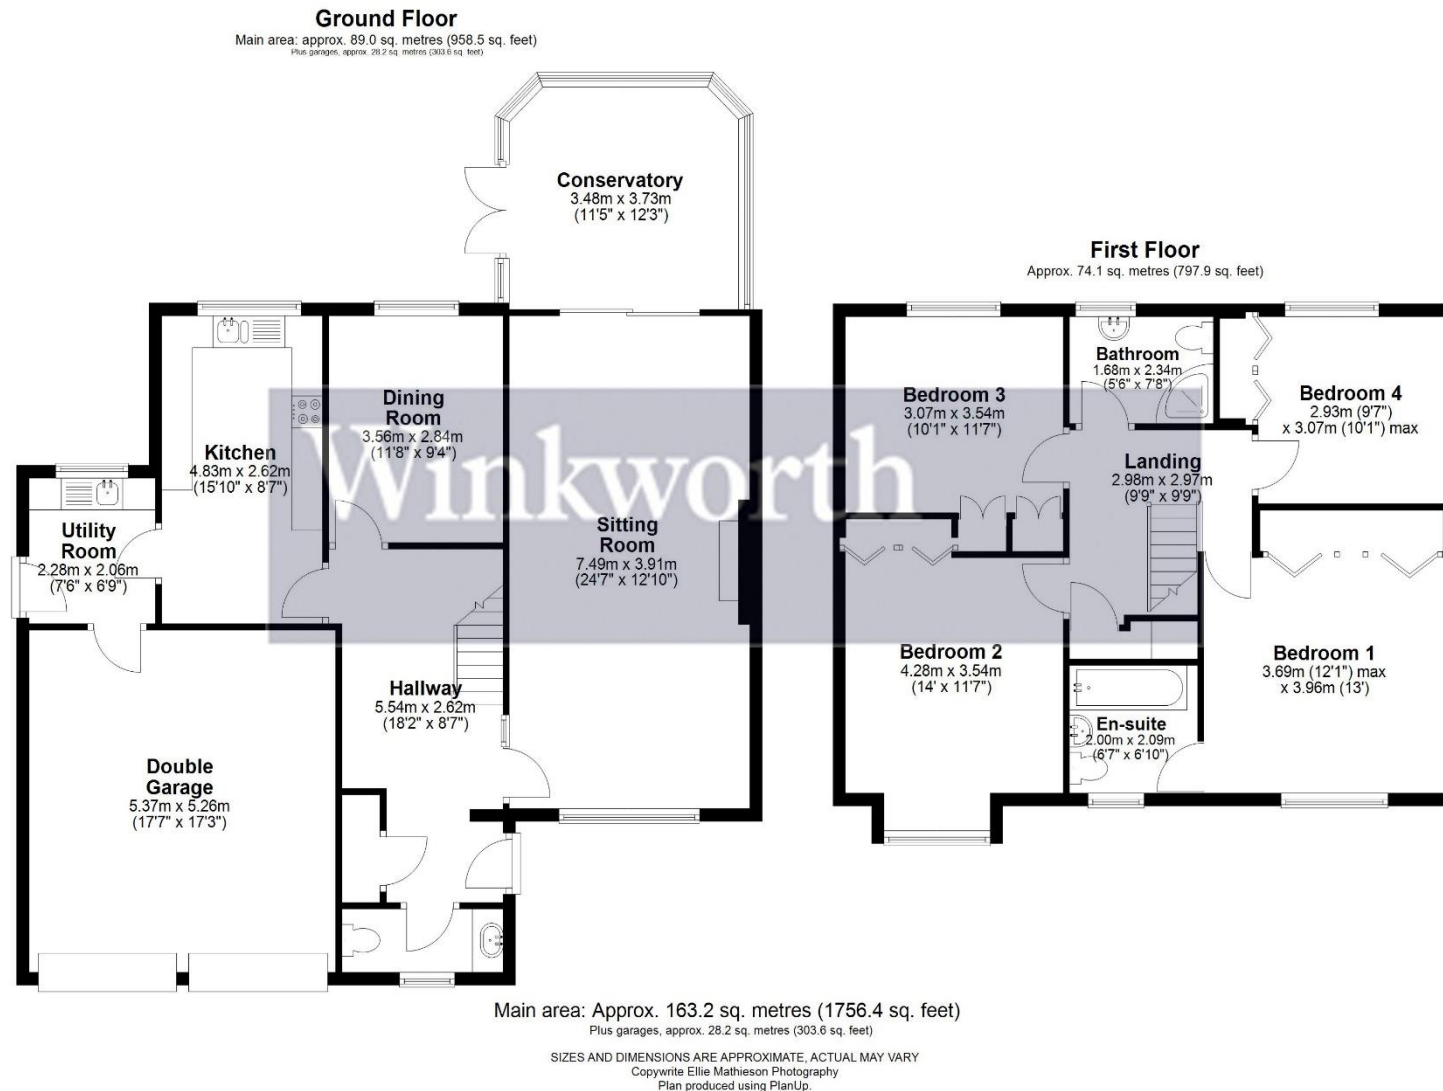 Ground Floor
Main area: approx. 89.0 sq. metres (958.5 sq. feet)
Plus garages, approx. 28.2 sq. metres (303.6 sq. feet)
Conservatory
3.48m x 3.73m
(11'5" x 12'3")
Dining
Room
3.56m x 2.84m
(11'8" x 9'4")
Kitchen
4.83m x 2.62m
(15'10" x 8'7")
Utility
Room
2.28m x 2.06m
(7'6" x 6'9")
Sitting
Room
7.49m x 3.91m
(24'7" x 12'10")
Hallway
5.54m x 2.62m
(18'2" x 8'7")
Double
Garage
5.37m x 5.26m
(17'7" x 17'3")
First Floor
Approx. 74.1 sq. metres (797.9 sq. feet)
Bathroom
1.68m x 2.34m
(5'6" x 7'8")
Bedroom 3
3.07m x 3.54m
(10'1" x 11'7")
Bedroom 4
2.93m (9'7")
x 3.07m (10'1") max
Landing
2.98m x 2.97m
(9'9" x 9'9")
Bedroom 2
4.28m x 3.54m
(14' x 11'7")
Bedroom 1
3.69m (12'1") max
x 3.96m (13')
En-suite
2.00m x 2.09m
(6'7" x 6'10")
Winkworth
Main area: Approx. 163.2 sq. metres (1756.4 sq. feet)
Plus garages, approx. 28.2 sq. metres (303.6 sq. feet)
SIZES AND DIMENSIONS ARE APPROXIMATE, ACTUAL MAY VARY
Copywrite Ellie Mathieson Photography
Plan produced using PlanUp.